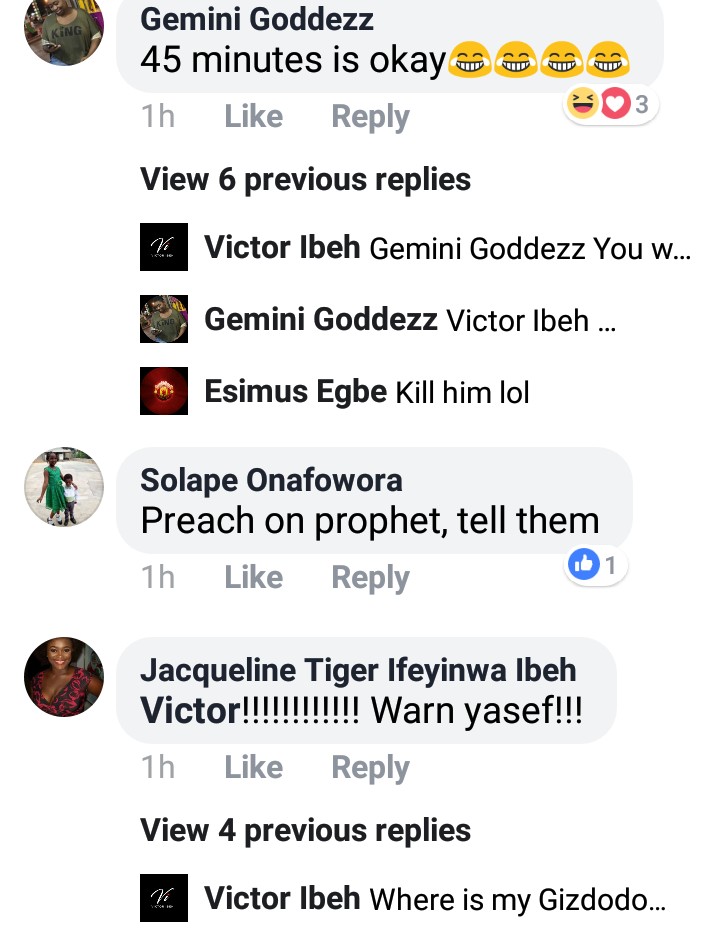 KING
Gemini Goddezz
45 minutes is okay😂😂😂😂
3
1h Like Reply
View 6 previous replies
Victor Ibeh Gemini Goddezz You w...
Gemini Goddezz Victor Ibeh ...
Esimus Egbe Kill him lol
Solape Onafowora
Preach on prophet, tell them
1
1h Like Reply
Jacqueline Tiger Ifeyinwa Ibeh
Victor!!!!!!!!!!!! Warn yasef!!!
1h Like Reply
View 4 previous replies
Victor Ibeh Where is my Gizdodo...